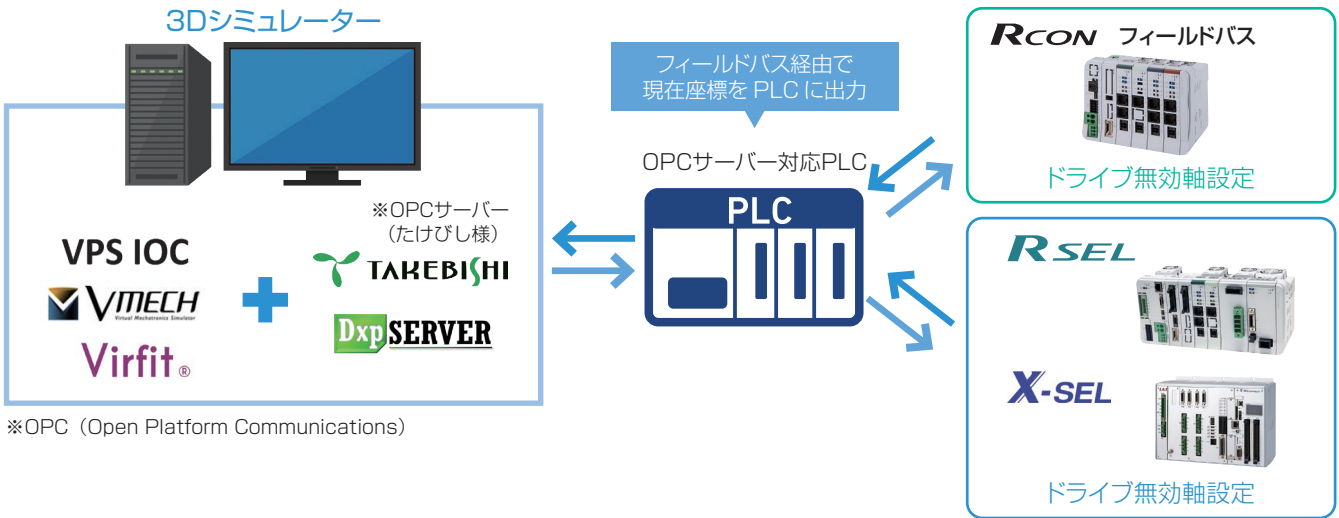 3Dシミュレーター
VPS IOC
VMECH
Virtual Mechatronics Simulator
Virfit®
※OPCサーバー
（たけびし様）
TAKEBISHI
DxpSERVER
※OPC（Open Platform Communications）
フィールドバス経由で
現在座標を PLC に出力
OPCサーバー対応PLC
PLC
RCON フィールドバス
ドライブ無効軸設定
RSEL
X-SEL
ドライブ無効軸設定